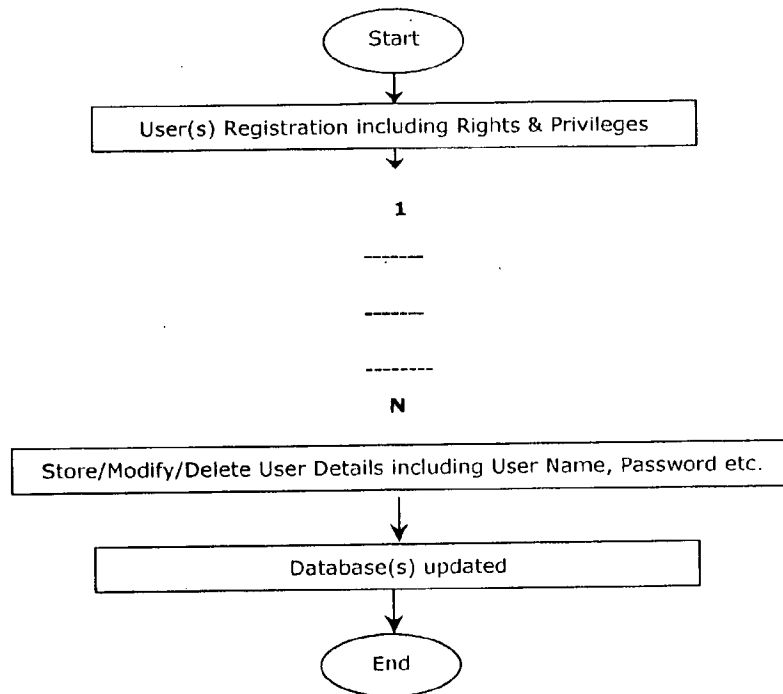 Start
User(s) Registration including Rights & Privileges
1
-------
-------
--------
N
Store/Modify/Delete User Details including User Name, Password etc.
Database(s) updated
End